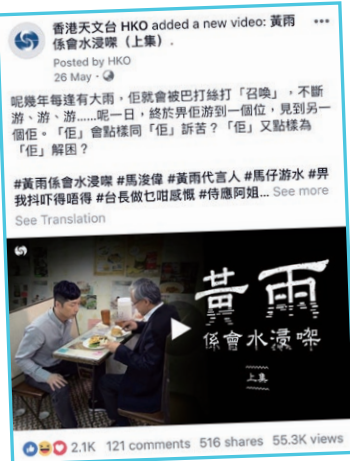 香港天文台 HKO added a new video: 黃雨
係會水浸㗎（上集）.
Posted by HKO
26 May ·
呢幾年每逢有大雨，佢就會被巴打絲打「召喚」，不斷
游、游、游......呢一日，終於畀佢游到一個位，見到另一
個佢。「佢」會點樣同「佢」訴苦？「佢」又點樣為
「佢」解困？
#黃雨係會水浸㗎 #馬浚偉 #黃雨代言人 #馬仔游水 #畀
我抖吓得唔得 #台長做乜咁感慨 #侍應阿姐... See more
See Translation
黃雨
係會水浸㗎
上集
2.1K 121 comments 516 shares 55.3K views